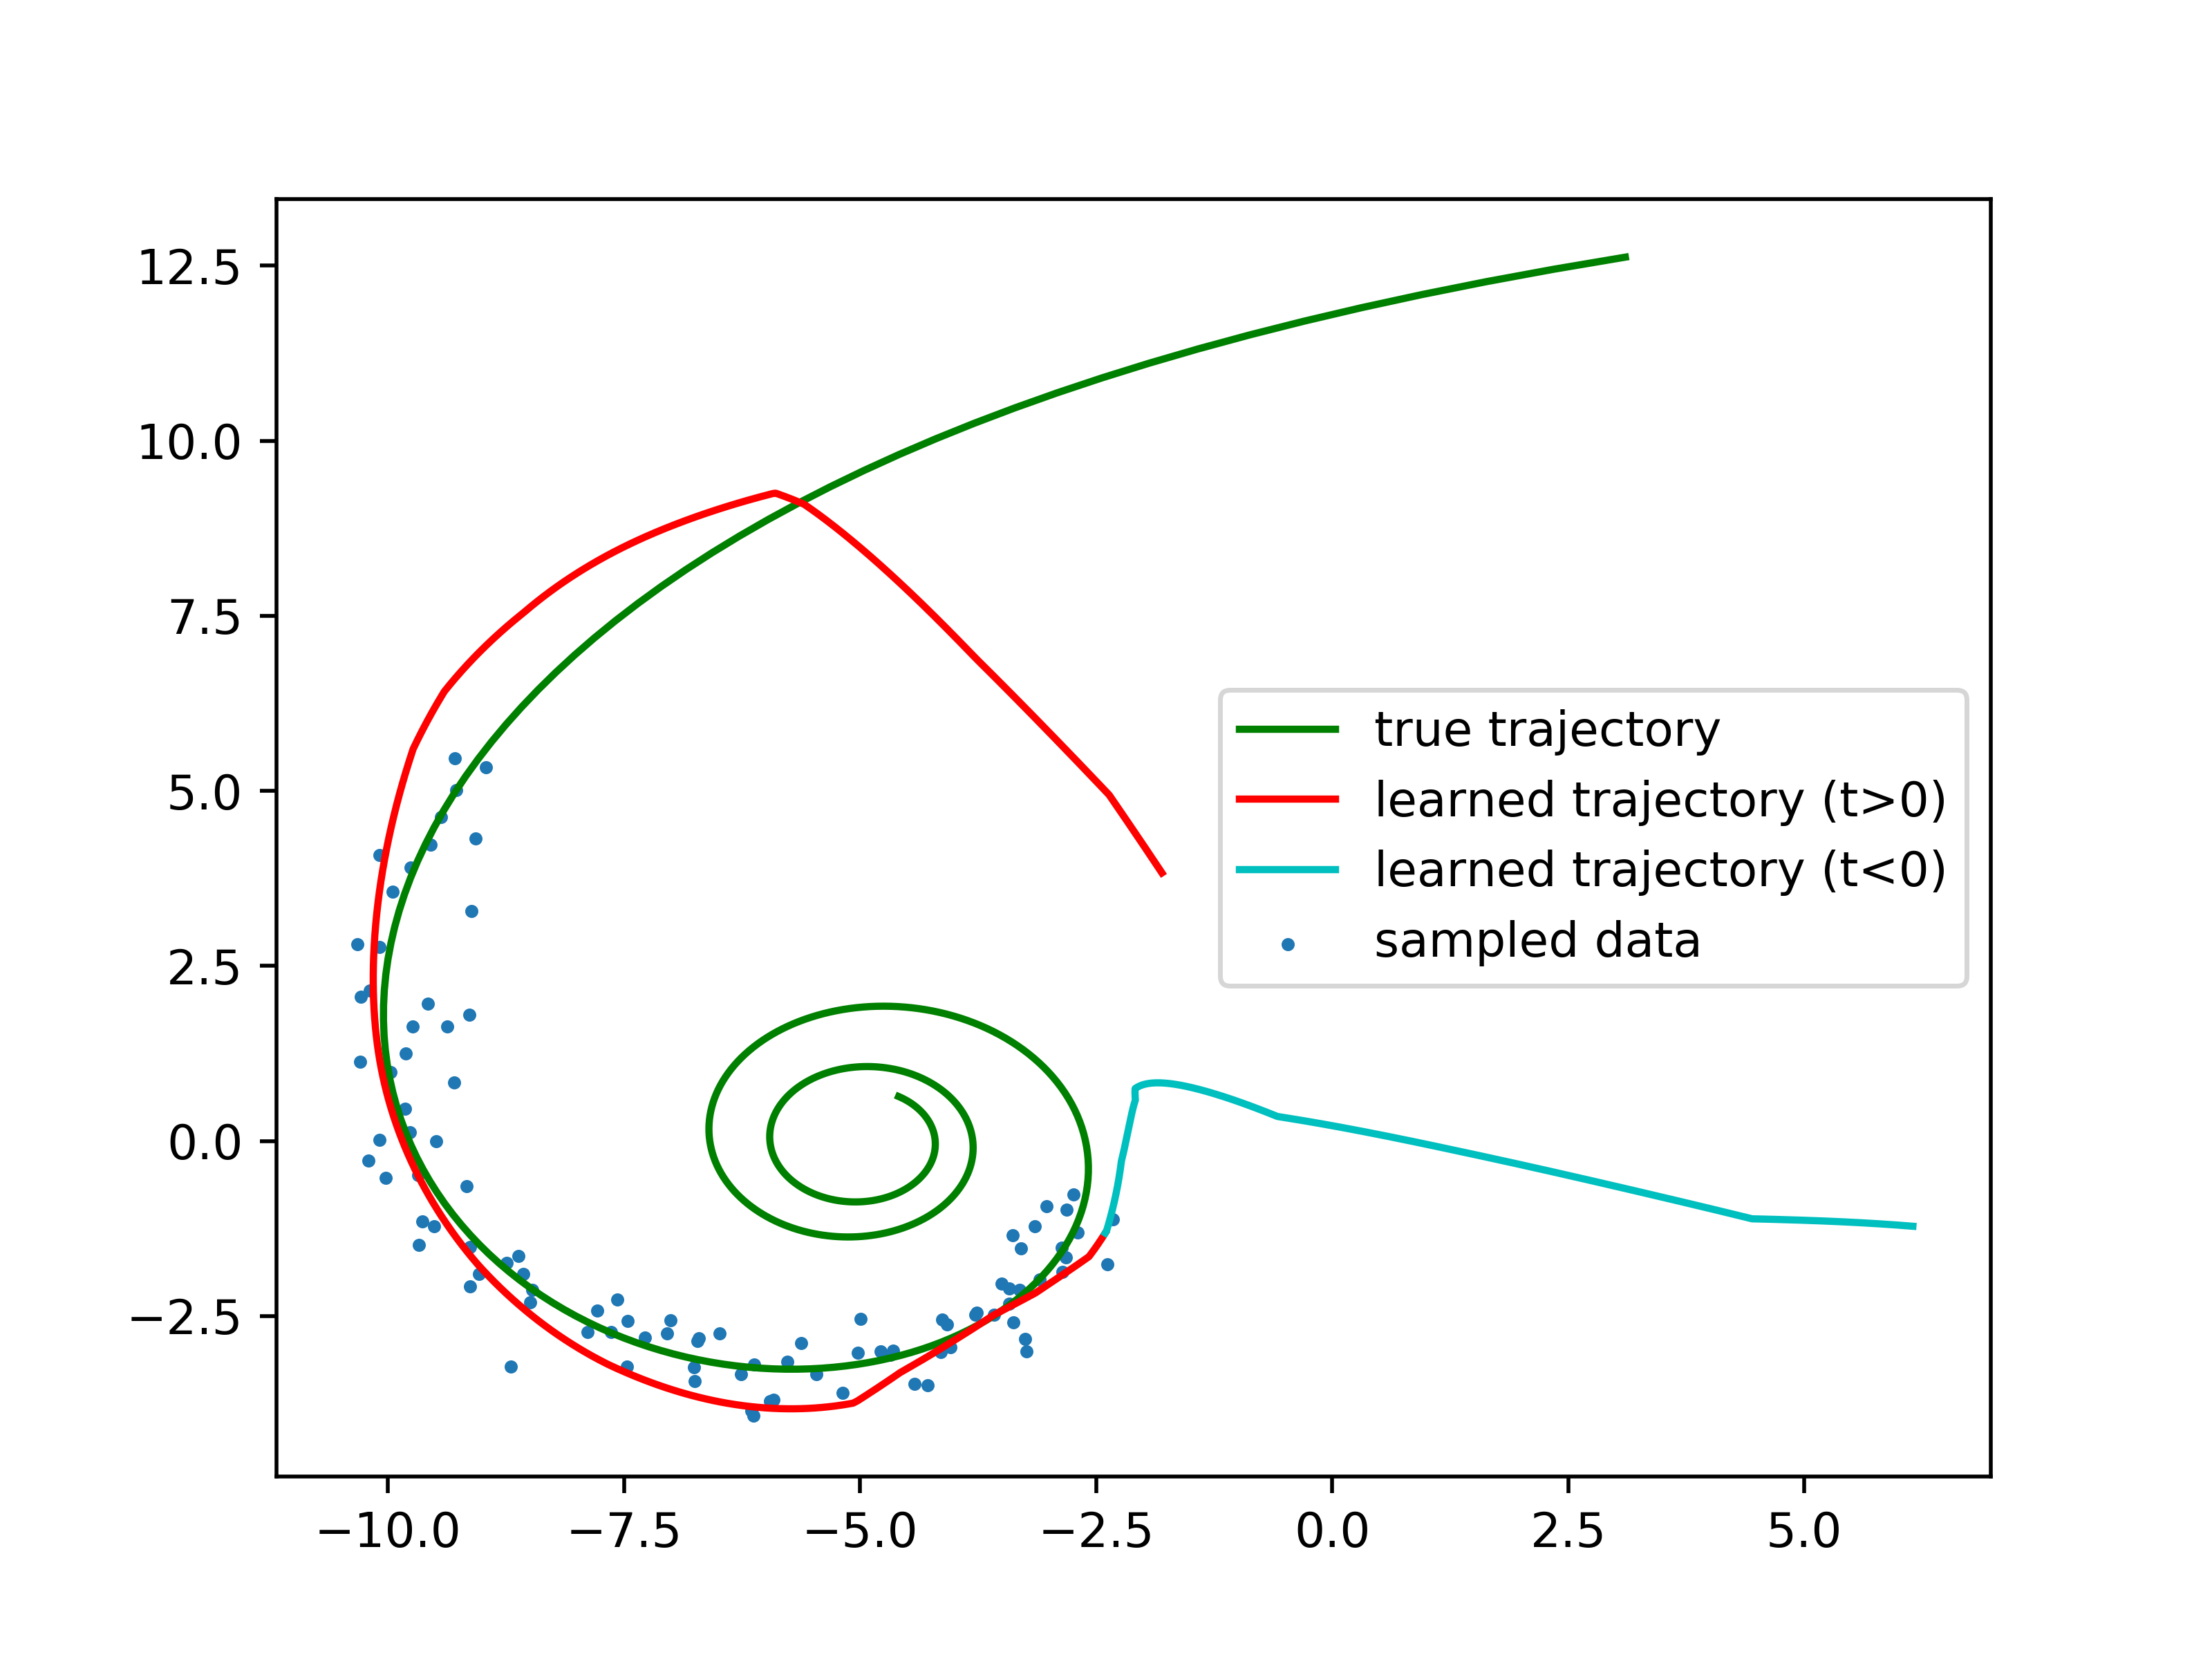 12.5
10.0
7.5
5.0
2.5
0.0
−2.5
−10.0 −7.5 −5.0 −2.5 0.0 2.5 5.0
true trajectory
learned trajectory (t>0)
learned trajectory (t<0)
sampled data